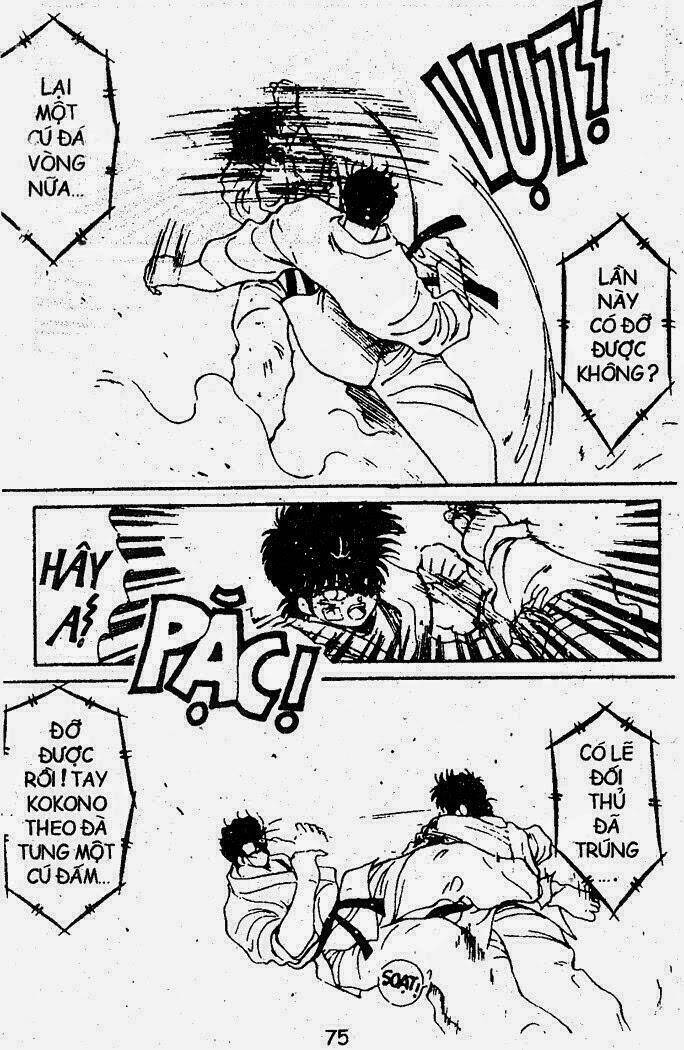 LẠI
MỘT
CÚ ĐÁ
VÒNG
NỮA...
VỤT!
LẦN
NÀY
CÓ ĐỠ
ĐƯỢC
KHÔNG?
HÂY
A!
PẶC!
ĐỠ
ĐƯỢC
RỒI! TAY
KOKONO
THEO ĐÀ
TUNG MỘT
CÚ ĐẤM...
CÓ LẼ
ĐỐI
THỦ
ĐÃ
TRÚNG
.....
SOẠT!
75